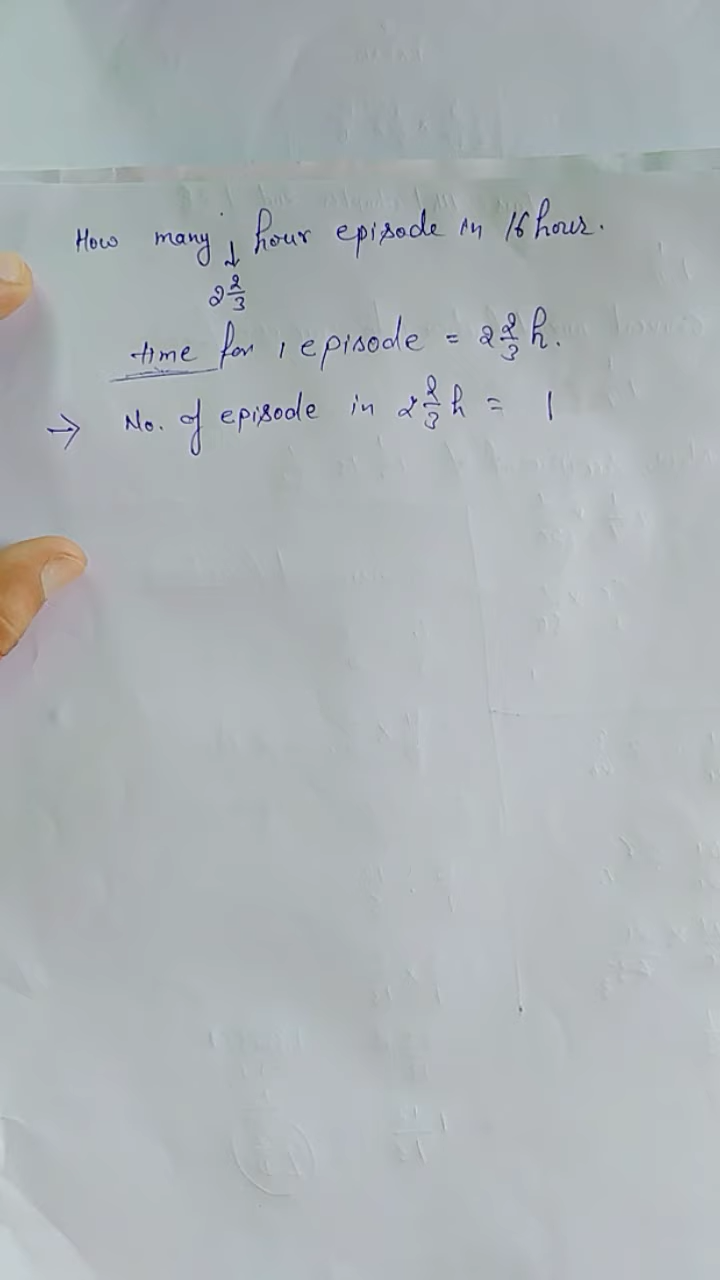 How many ↓ hour episode in 16 hour.
2 2/3
time for 1 episode = 2 2/3 h.
→ No. of episode in 2 2/3 h = 1